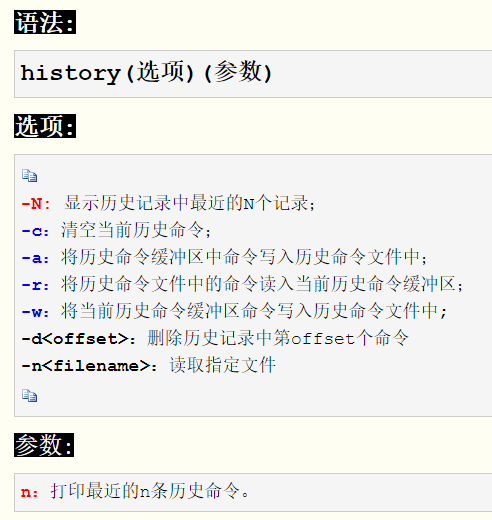 语法:
history(选项)(参数)
选项:
-N: 显示历史记录中最近的N个记录;
-c：清空当前历史命令;
-a：将历史命令缓冲区中命令写入历史命令文件中;
-r：将历史命令文件中的命令读入当前历史命令缓冲区;
-w：将当前历史命令缓冲区命令写入历史命令文件中;
-d<offset>：删除历史记录中第offset个命令
-n<filename>：读取指定文件
参数:
n：打印最近的n条历史命令。